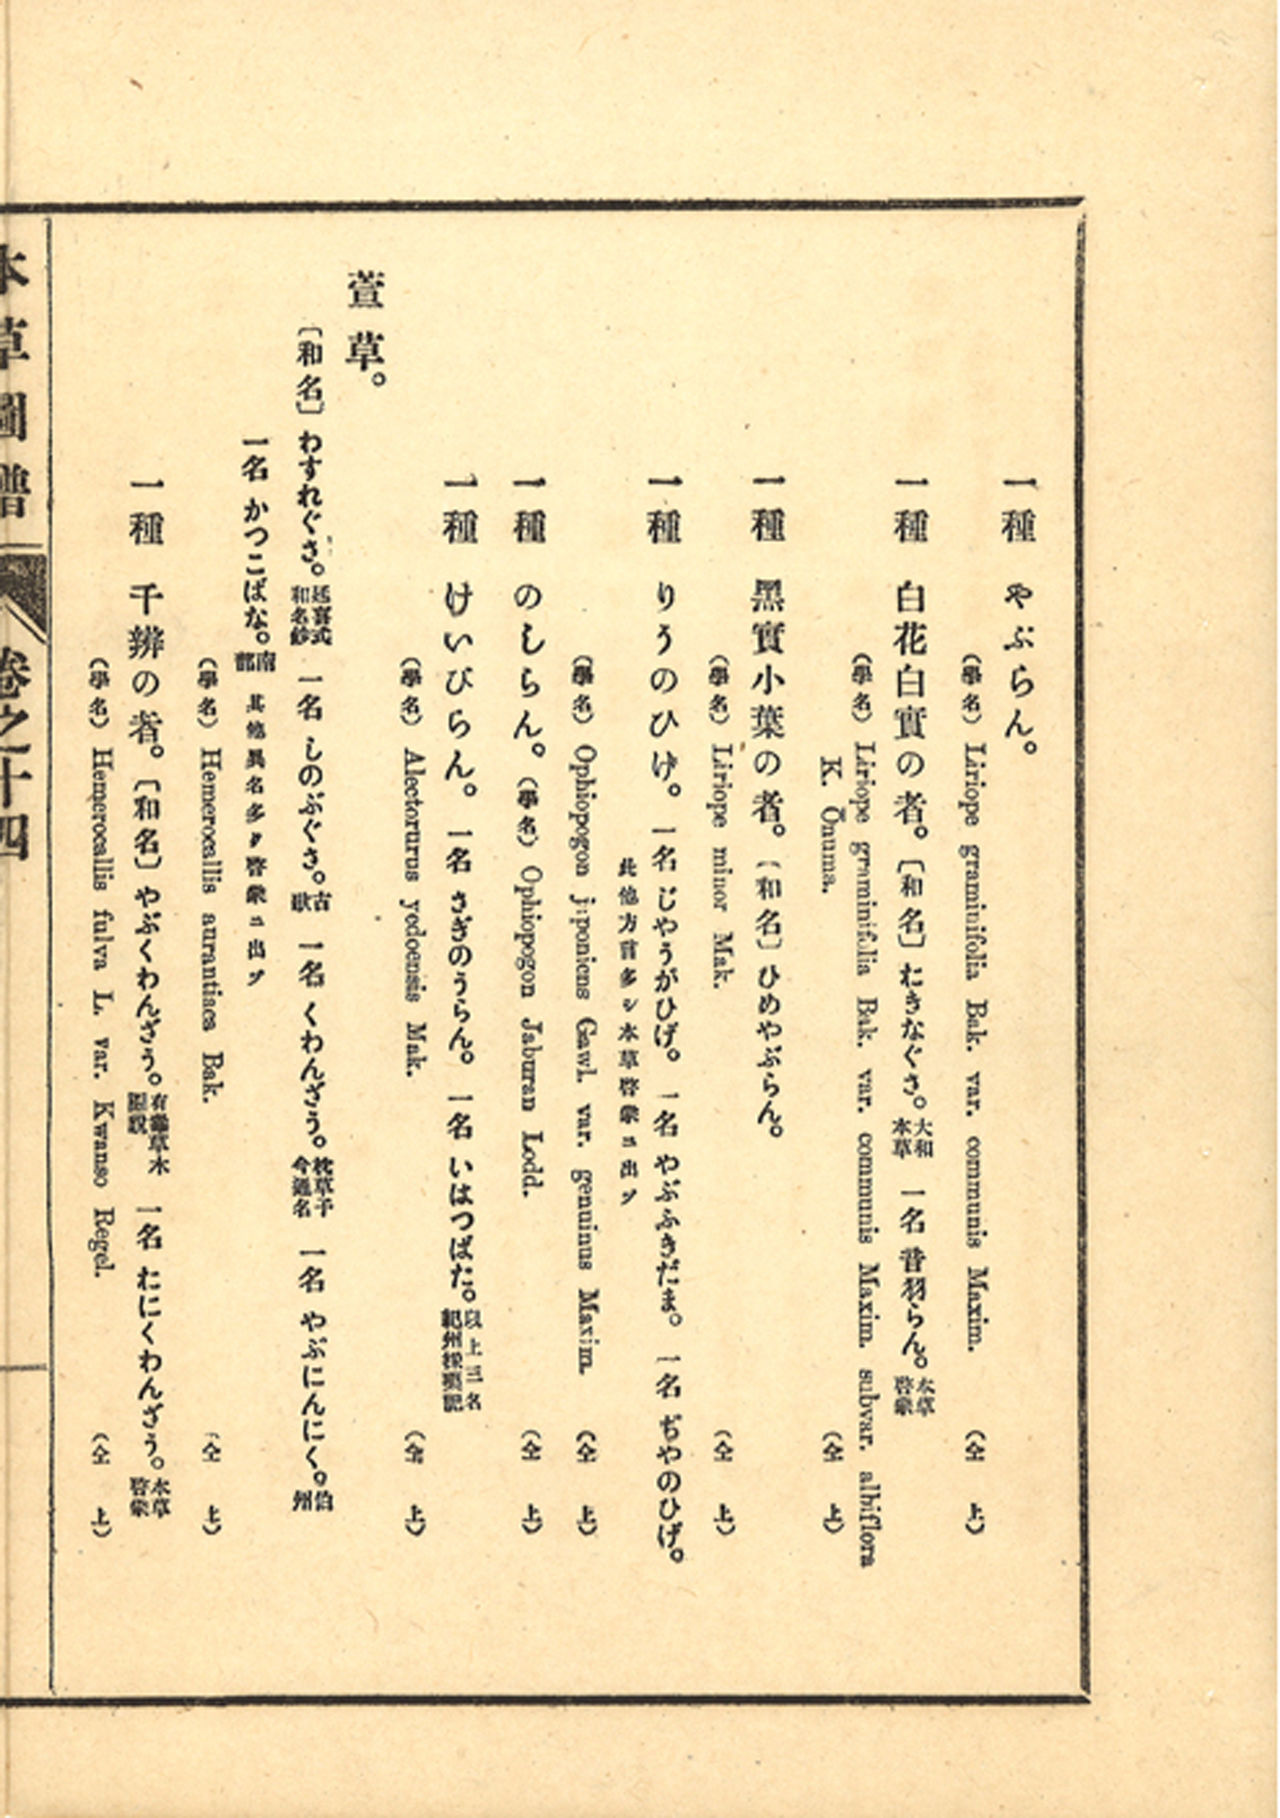 一種 やぶらん。
(學名) Liriope graminifolia Bak. var. communis Maxim. (仝上)
一種 白花白實の者。〔和名〕むきなぐさ。大和本草 一名 音羽らん。本草啓蒙
(學名) Liriope graminifolia Bak. var. communis Maxim. subvar. albiflora
K. Ōnuma. (仝上)
一種 黑實小葉の者。〔和名〕ひめやぶらん。
(學名) Liriope minor Mak. (仝上)
一種 りうのひげ。一名 じやうがひげ。一名 やぶふきだま。一名 ぢやのひげ。
此他方言多シ本草啓蒙ニ出ヅ
(學名) Ophiopogon japonicus Gawl. var. genuinus Maxim. (仝上)
一種 のしらん。(學名) Ophiopogon Jaburan Lodd. (仝上)
一種 けいびらん。一名 さぎのうらん。一名 いはつばた。以上三名紀州採藥記
(學名) Alectorurus yedoensis Mak. (仝上)
萱草。
〔和名〕わすれぐさ。延喜式和名鈔 一名 しのぶぐさ。古歌 一名 くわんざう。枕草子今通名 一名 やぶにんにく。伯州
一名 かつこばな。南部 其他異名多ク啓蒙ニ出ヅ
(學名) Hemerocallis aurantiaca Bak. (仝上)
一種 千辨の者。〔和名〕やぶくわんざう。有毒草木圖說 一名 おにくわんざう。本草啓蒙
(學名) Hemerocallis fulva L. var. Kwanso Regel. (仝上)
本草圖譜 卷之十四